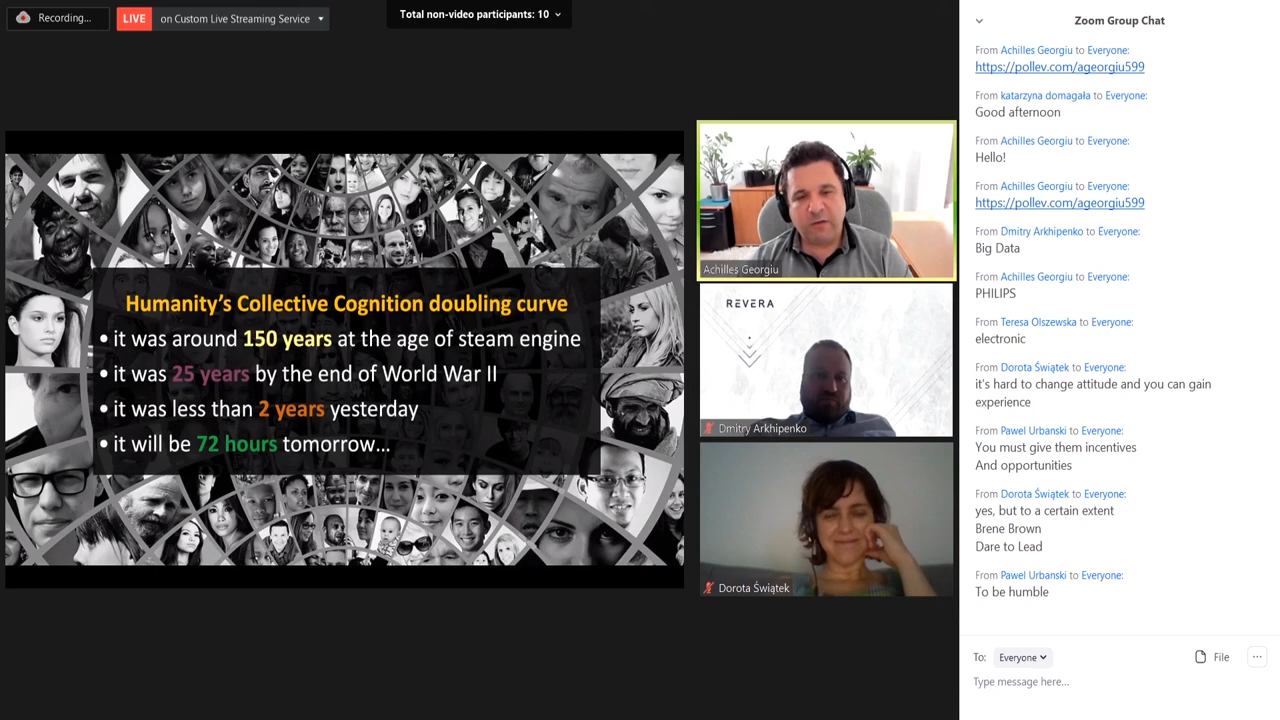 Recording...
LIVE
on Custom Live Streaming Service
Total non-video participants: 10
Humanity's Collective Cognition doubling curve
• it was around 150 years at the age of steam engine
• it was 25 years by the end of World War II
• it was less than 2 years yesterday
• it will be 72 hours tomorrow...
Achilles Georgiu
REVERA
Dmitry Arkhipenko
Dorota Świątek
Zoom Group Chat
From Achilles Georgiu to Everyone:
https://pollev.com/ageorgiu599
From katarzyna domagała to Everyone:
Good afternoon
From Achilles Georgiu to Everyone:
Hello!
From Achilles Georgiu to Everyone:
https://pollev.com/ageorgiu599
From Dmitry Arkhipenko to Everyone:
Big Data
From Achilles Georgiu to Everyone:
PHILIPS
From Teresa Olszewska to Everyone:
electronic
From Dorota Świątek to Everyone:
it's hard to change attitude and you can gain
experience
From Pawel Urbanski to Everyone:
You must give them incentives
And opportunities
From Dorota Świątek to Everyone:
yes, but to a certain extent
Brene Brown
Dare to Lead
From Pawel Urbanski to Everyone:
To be humble
To: Everyone
File
...
Type message here...